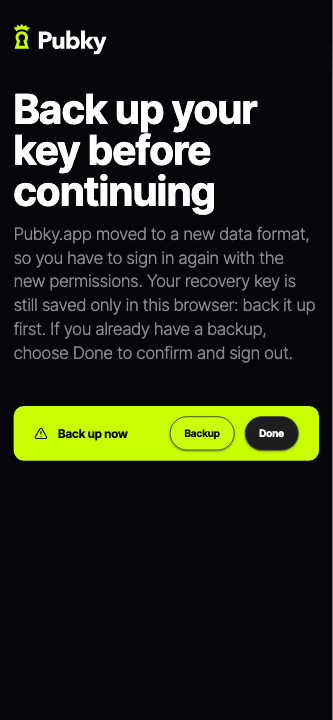 Pubky
Back up your
key before
continuing
Pubky.app moved to a new data format,
so you have to sign in again with the
new permissions. Your recovery key is
still saved only in this browser: back it up
first. If you already have a backup,
choose Done to confirm and sign out.
Back up now
Backup
Done